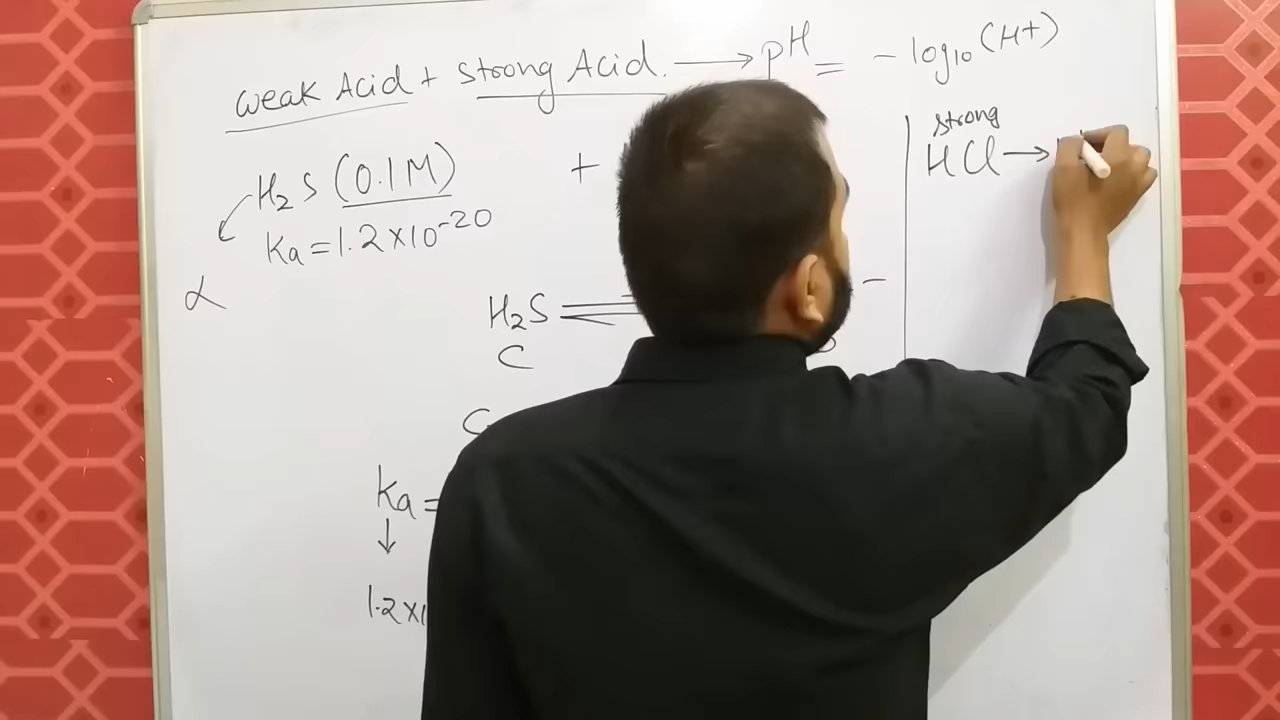 weak Acid + strong Acid. → pH = - log10 (H+)
H2S (0.1M) +
Ka = 1.2×10-20
α
H2S
C
C
Ka =
↓
1.2×1
-
strong
HCl →